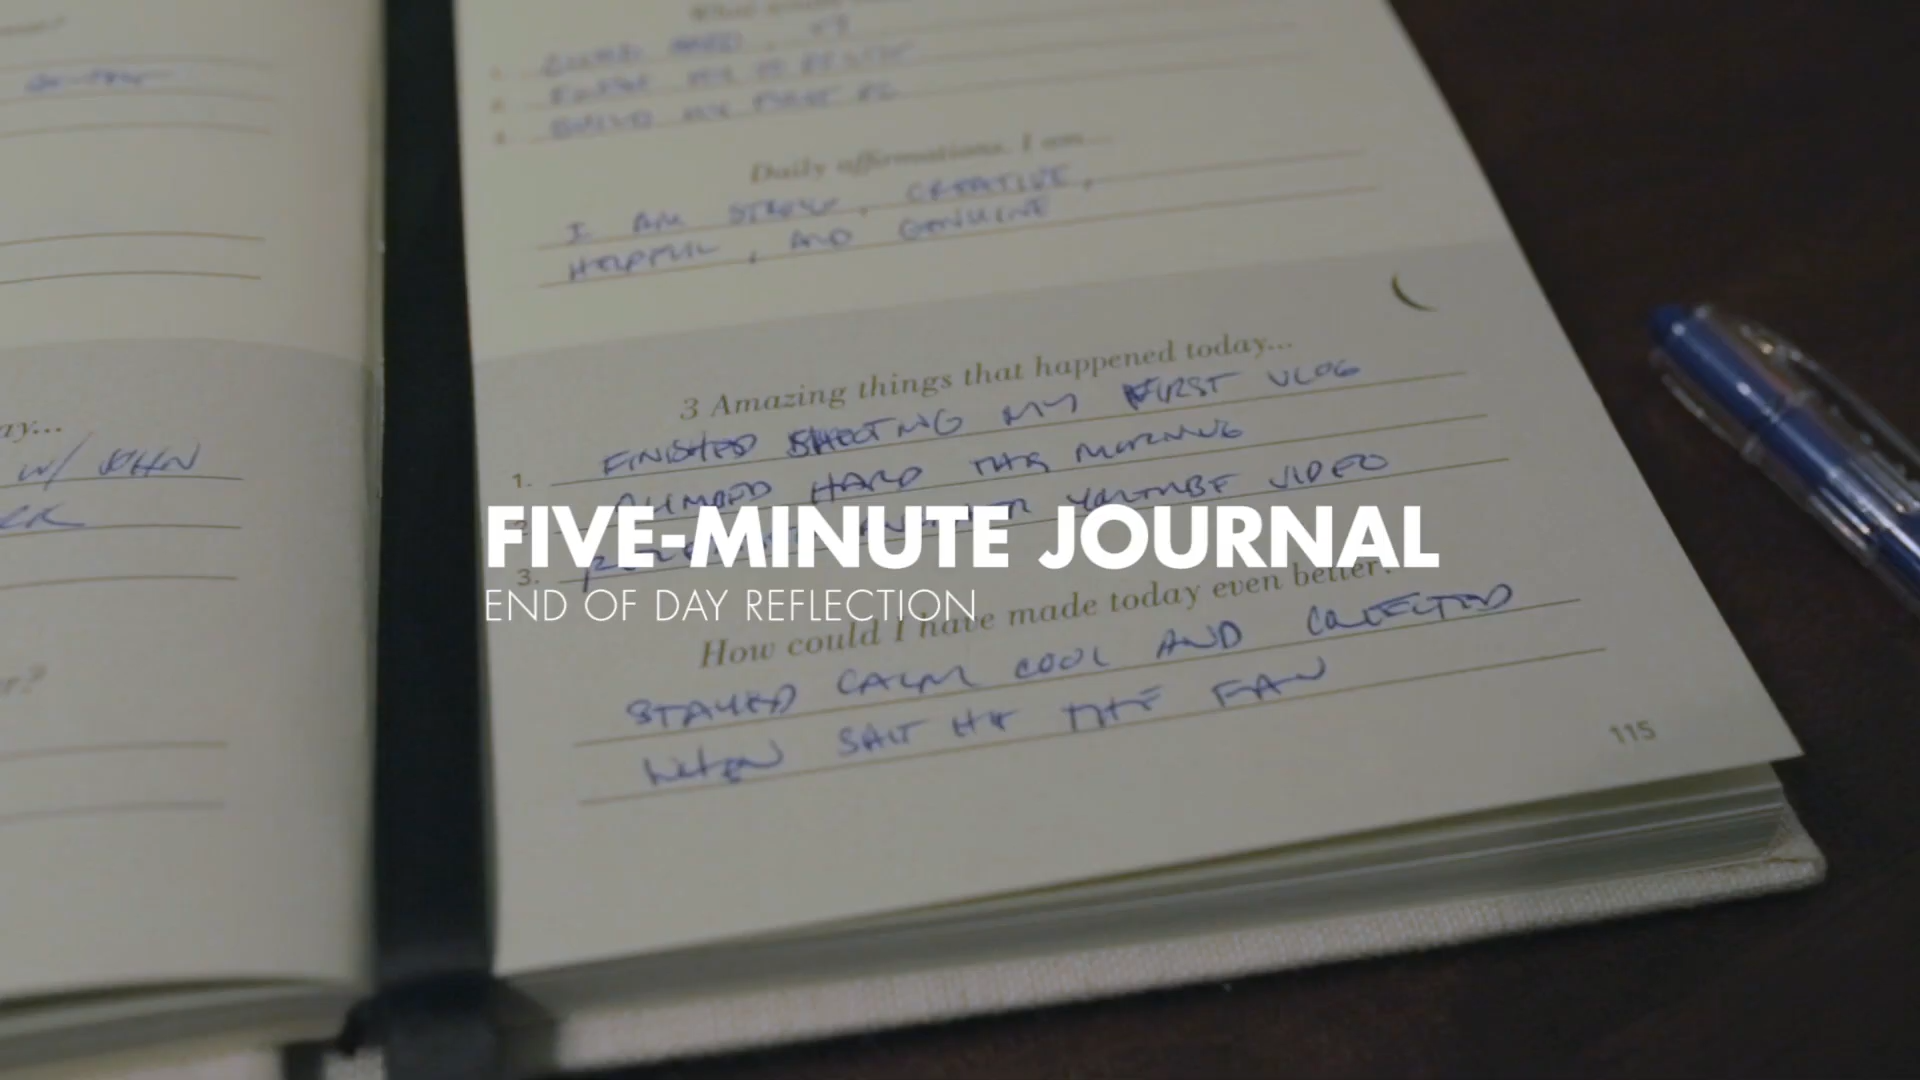 W/ JOHN
Daily affirmations. I am...
I AM STRONG, CREATIVE,
HELPFUL, AND GENUINE
3 Amazing things that happened today...
1. FINISHED SHOOTING MY FIRST VLOG
CLIMBED HARD THIS MORNING
3. YOUTUBE VIDEO
FIVE-MINUTE JOURNAL
END OF DAY REFLECTION
How could I have made today even better?
STAYED CALM COOL AND COLLECTED
WHEN SHIT HIT THE FAN
115